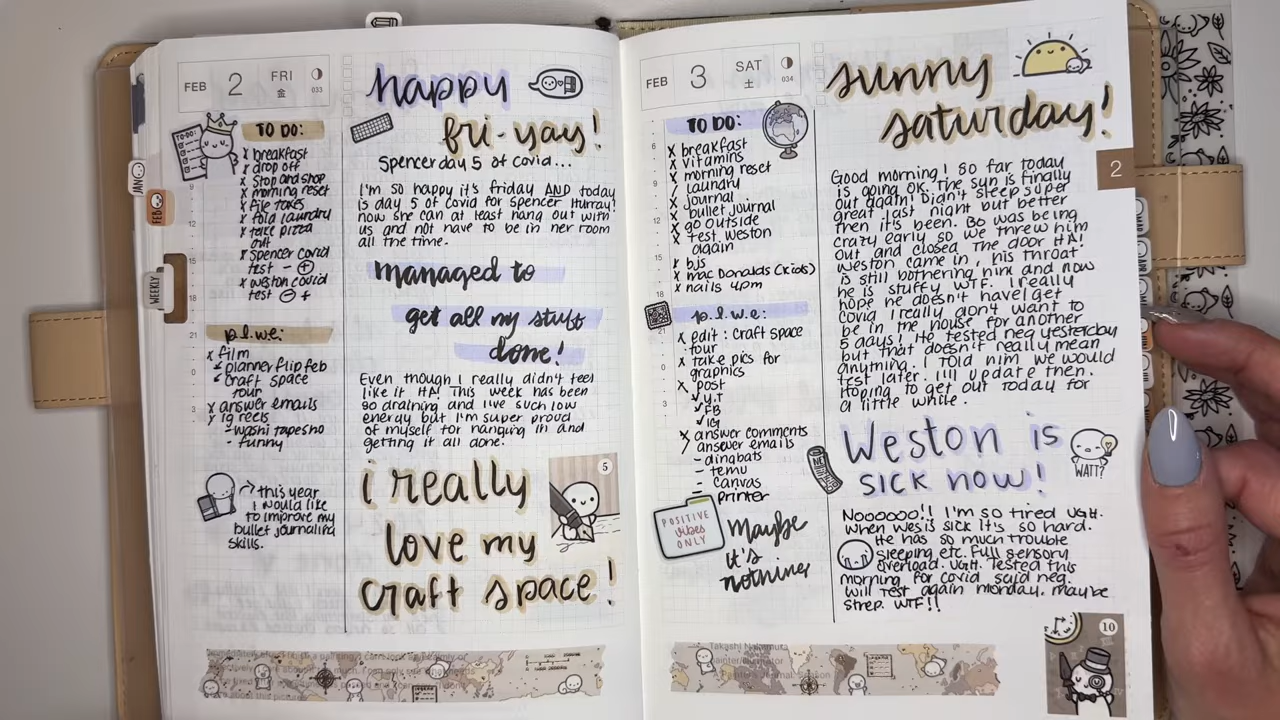 FEB 2 FRI 金 033
happy
fri-yay!
TO DO:
x breakfast
x drop off
x stop and shop
x morning reset
x file taxes
x fold laundry
x take pizza
out
x spencer covid
test - +
x weston covid
test - +
p.l.w.e:
x film
planner flip feb
craft space
tour
x answer emails
x ig reels
- washi tapes no
- funny
this year
I would like
to improve my
bullet journaling
skills.
Spencer day 5 of covid...
I'm so happy it's friday AND today
is day 5 of covid for spencer Hurray!
now she can at least hang out with
us and not have to be in her room
all the time.
managed to
get all my stuff
done!
Even though I really didn't feel
like it HA! This week has been
so draining and I've such low
energy but I'm super proud
of myself for hanging in and
getting it all done.
i really
love my
craft space!
5
JAN
FEB
WEEKLY
FEB 3 SAT 土 034
sunny
saturday!
TO DO:
x breakfast
x vitamins
x morning reset
/ laundry
x journal
x bullet journal
x go outside
x test weston
again
x bjs
x mac Donalds (kids)
x nails 4pm
p.l.w.e:
x edit: craft space
tour
x take pics for
graphics
x post
✓ y.t
✓ FB
✓ ig
x answer comments
/ answer emails
- dingbats
- temu
- canvas
- printer
POSITIVE
vibes
ONLY
Maybe
it's
nothing
Good morning! So far today
is going OK. The sun is finally
out again! Didn't sleep super
great last night but better
then it's been. Bo was being
crazy early so we threw him
out and closed the door HA!
Weston came in, his throat
is still bothering him and now
he is stuffy WTF. I really
hope he doesn't have/get
Covid I really don't want to
be in the house for another
5 days! He tested neg yesterday
but that doesn't really mean
anything. I told him we would
test later. I'll update then.
Hoping to get out today for
a little while.
Weston is
sick now!
WATT?
Nooooo!! I'm so tired UGH.
When wes is sick it's so hard.
He has so much trouble
sleeping etc. Full sensory
overload. UGH. Tested this
morning for covid said neg.
Will test again monday. maybe
strep. WTF!!
2
10